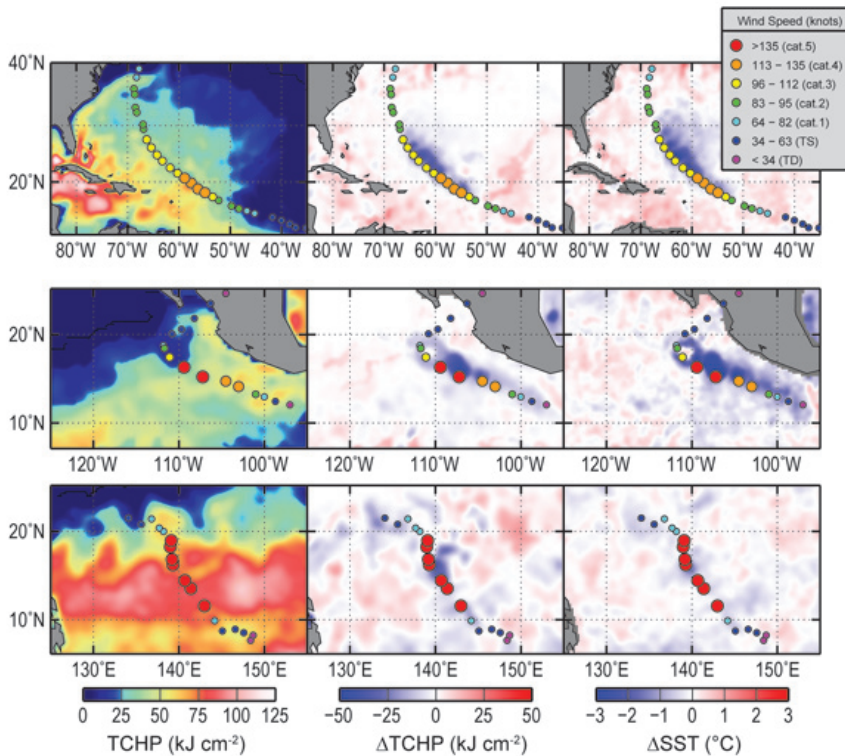 Wind Speed (knots)
>135 (cat.5)
113 – 135 (cat.4)
96 – 112 (cat.3)
83 – 95 (cat.2)
64 – 82 (cat.1)
34 – 63 (TS)
< 34 (TD)
40°N
30°N
20°N
80°W 70°W 60°W 50°W 40°W 80°W 70°W 60°W 50°W 40°W 80°W 70°W 60°W 50°W 40°W
20°N
10°N
120°W 110°W 100°W 120°W 110°W 100°W 120°W 110°W 100°W
20°N
10°N
130°E 140°E 150°E 130°E 140°E 150°E 130°E 140°E 150°E
0 25 50 75 100 125 −50 −25 0 25 50 −3 −2 −1 0 1 2 3
TCHP (kJ cm⁻²) ΔTCHP (kJ cm⁻²) ΔSST (°C)